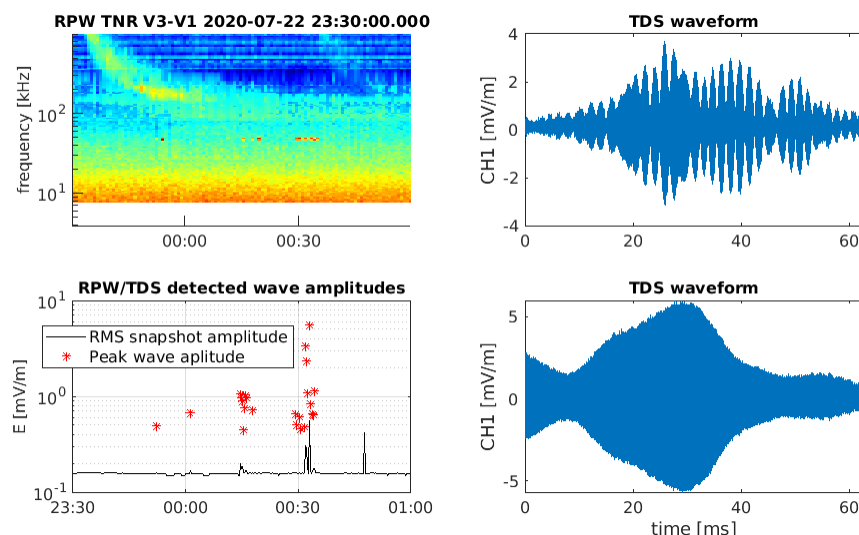 RPW TNR V3-V1 2020-07-22 23:30:00.000
frequency [kHz]
10²
10¹
00:00
00:30
TDS waveform
CH1 [mV/m]
4
2
0
-2
-4
0
20
40
60
RPW/TDS detected wave amplitudes
E [mV/m]
10¹
10⁰
10⁻¹
RMS snapshot amplitude
Peak wave aplitude
23:30
00:00
00:30
01:00
TDS waveform
CH1 [mV/m]
5
0
-5
0
20
40
60
time [ms]